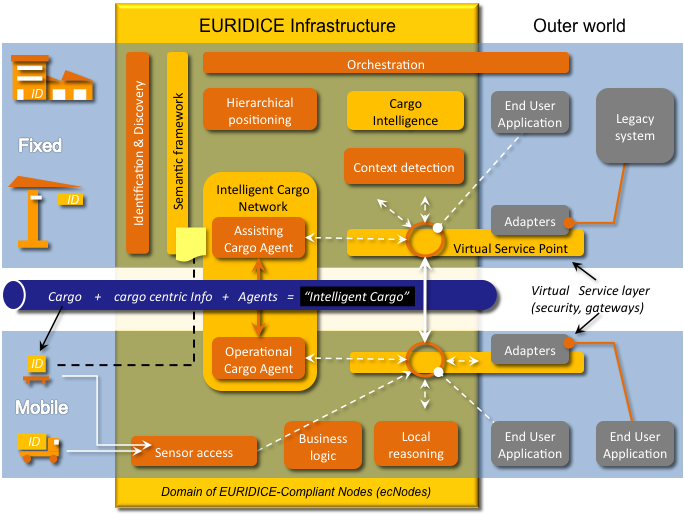 EURIDICE Infrastructure
Outer world
Orchestration
ID
Fixed
ID
Identification & Discovery
Semantic framework
Hierarchical
positioning
Cargo
Intelligence
End User
Application
Legacy
system
Context detection
Intelligent Cargo
Network
Assisting
Cargo Agent
Adapters
Virtual Service Point
Cargo + cargo centric Info + Agents = “Intelligent Cargo”
Virtual Service layer
(security, gateways)
Operational
Cargo Agent
Adapters
ID
Mobile
ID
Sensor access
Business
logic
Local
reasoning
End User
Application
End User
Application
Domain of EURIDICE-Compliant Nodes (ecNodes)